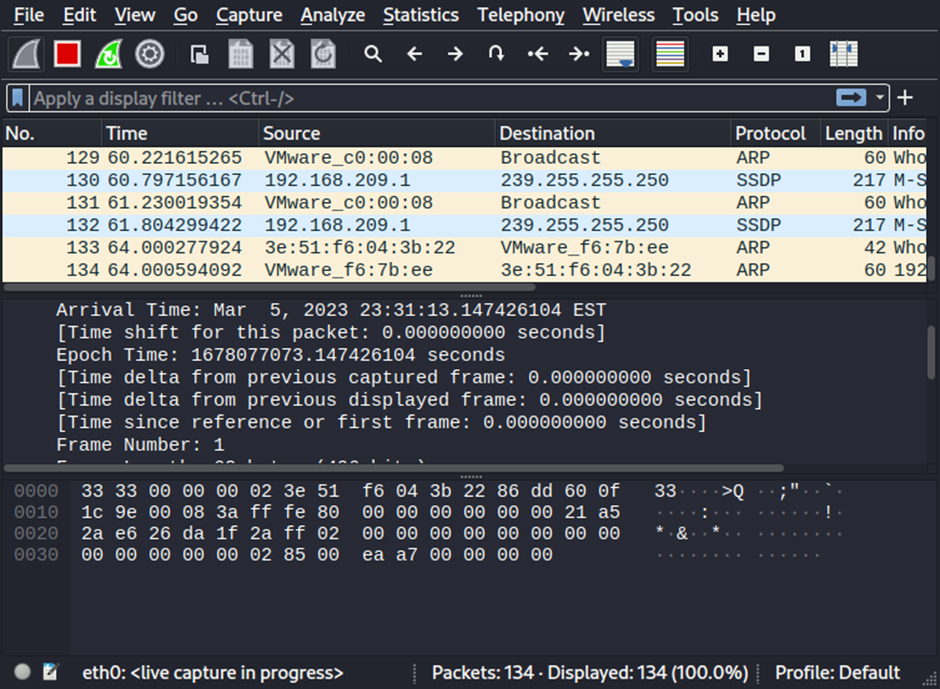 File Edit View Go Capture Analyze Statistics Telephony Wireless Tools Help
Apply a display filter … <Ctrl-/>
No. Time Source Destination Protocol Length Info
129 60.221615265 VMware_c0:00:08 Broadcast ARP 60 Who
130 60.797156167 192.168.209.1 239.255.255.250 SSDP 217 M-S
131 61.230019354 VMware_c0:00:08 Broadcast ARP 60 Who
132 61.804299422 192.168.209.1 239.255.255.250 SSDP 217 M-S
133 64.000277924 3e:51:f6:04:3b:22 VMware_f6:7b:ee ARP 42 Who
134 64.000594092 VMware_f6:7b:ee 3e:51:f6:04:3b:22 ARP 60 192
Arrival Time: Mar  5, 2023 23:31:13.147426104 EST
[Time shift for this packet: 0.000000000 seconds]
Epoch Time: 1678077073.147426104 seconds
[Time delta from previous captured frame: 0.000000000 seconds]
[Time delta from previous displayed frame: 0.000000000 seconds]
[Time since reference or first frame: 0.000000000 seconds]
Frame Number: 1
0000 33 33 00 00 00 02 3e 51 f6 04 3b 22 86 dd 60 0f 33····>Q ··;"··`·
0010 1c 9e 00 08 3a ff fe 80 00 00 00 00 00 00 21 a5 ····:··· ······!·
0020 2a e6 26 da 1f 2a ff 02 00 00 00 00 00 00 00 00 *·&··*·· ········
0030 00 00 00 00 00 02 85 00 ea a7 00 00 00 00 ········ ······
eth0: <live capture in progress> Packets: 134 · Displayed: 134 (100.0%) Profile: Default